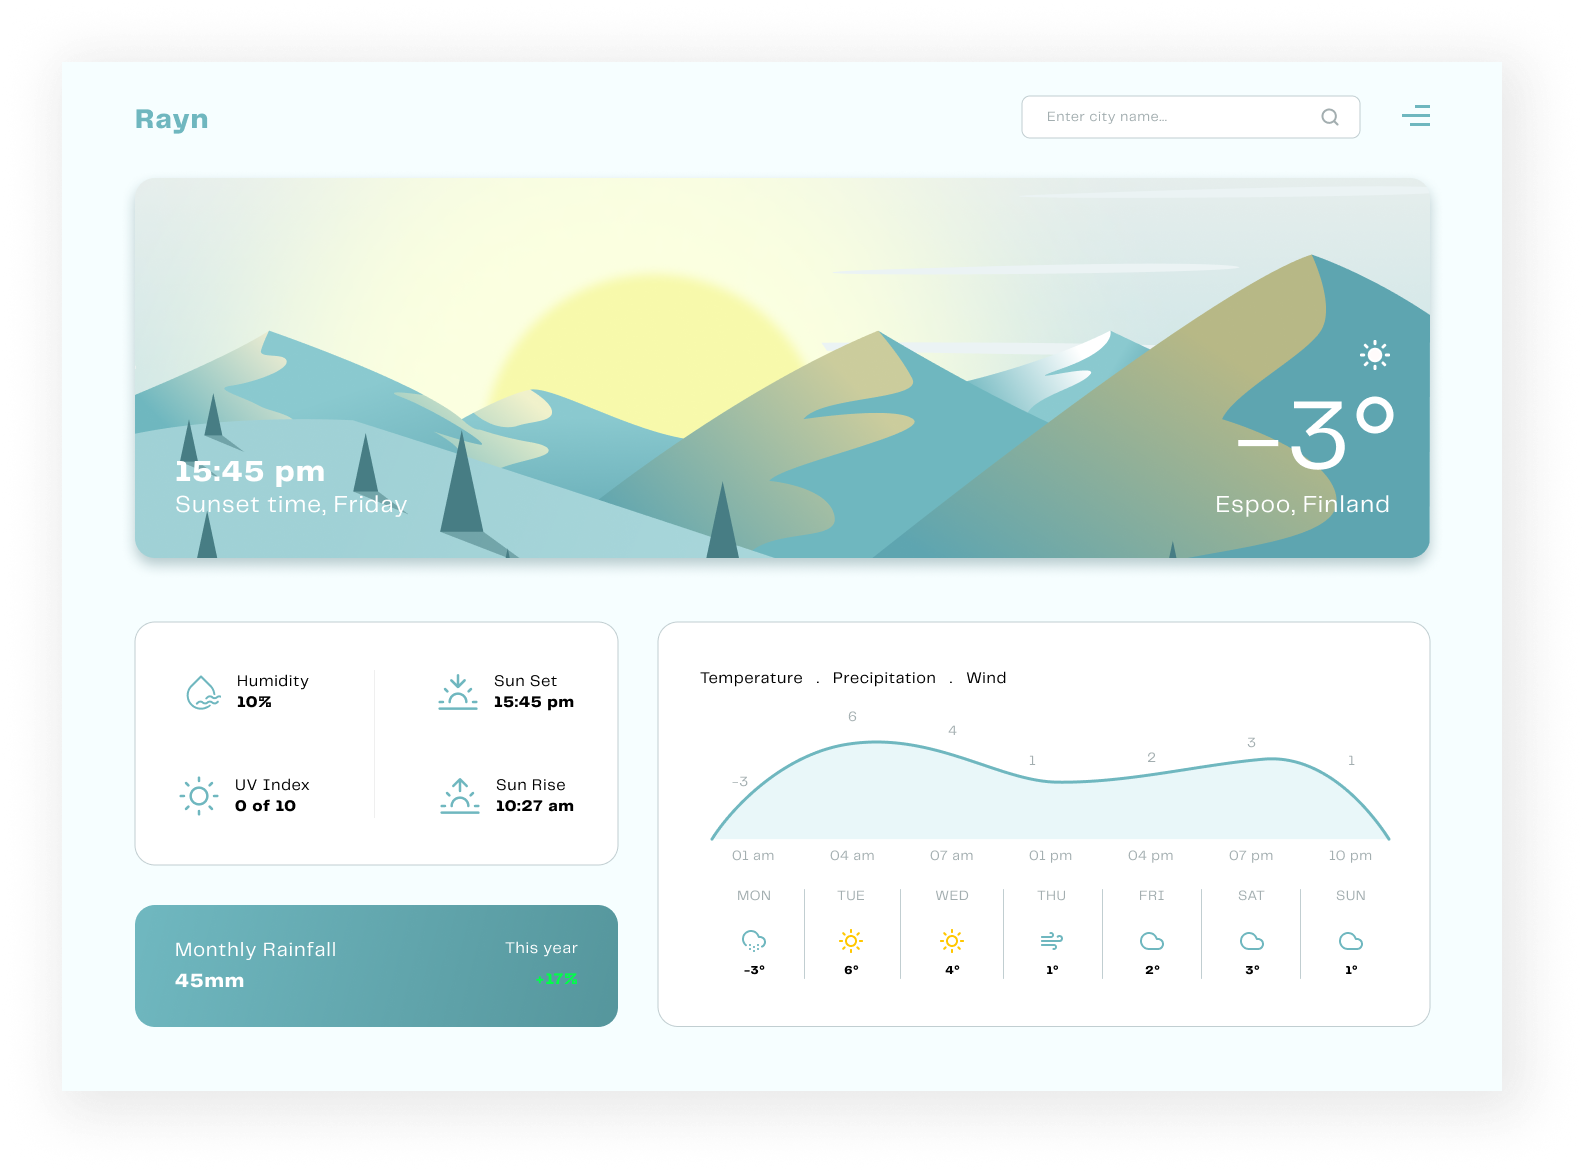 Rayn
Enter city name...
15:45 pm
Sunset time, Friday
-3°
Espoo, Finland
Humidity
10%
Sun Set
15:45 pm
UV Index
0 of 10
Sun Rise
10:27 am
Monthly Rainfall
45mm
This year
+17%
Temperature . Precipitation . Wind
-3 6 4 1 2 3 1
01 am 04 am 07 am 01 pm 04 pm 07 pm 10 pm
MON TUE WED THU FRI SAT SUN
-3° 6° 4° 1° 2° 3° 1°